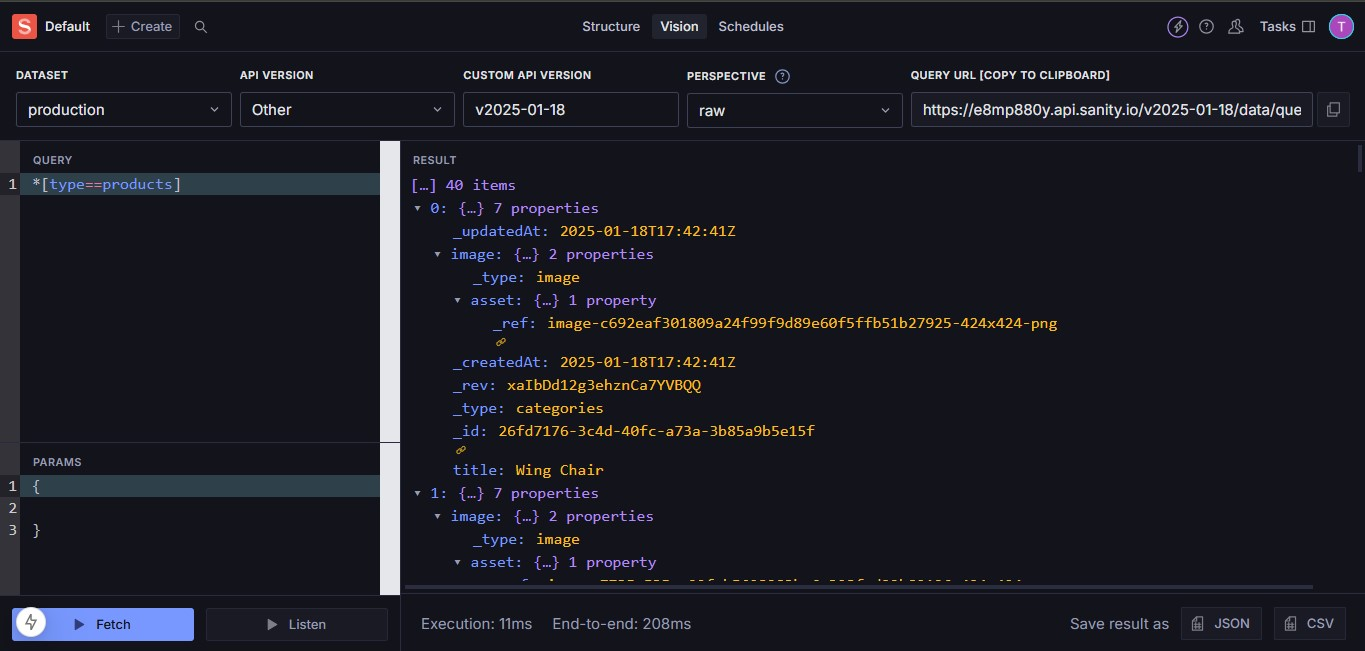 S Default + Create Structure Vision Schedules Tasks T
DATASET API VERSION CUSTOM API VERSION PERSPECTIVE ? QUERY URL [COPY TO CLIPBOARD]
production Other v2025-01-18 raw https://e8mp880y.api.sanity.io/v2025-01-18/data/que
QUERY
1 *[type==products]
RESULT
[…] 40 items
0: {…} 7 properties
_updatedAt: 2025-01-18T17:42:41Z
image: {…} 2 properties
_type: image
asset: {…} 1 property
_ref: image-c692eaf301809a24f99f9d89e60f5ffb51b27925-424x424-png
_createdAt: 2025-01-18T17:42:41Z
_rev: xaIbDd12g3ehznCa7YVBQQ
_type: categories
_id: 26fd7176-3c4d-40fc-a73a-3b85a9b5e15f
title: Wing Chair
1: {…} 7 properties
image: {…} 2 properties
_type: image
asset: {…} 1 property
PARAMS
1 {
2
3 }
Fetch Listen
Execution: 11ms End-to-end: 208ms Save result as JSON CSV